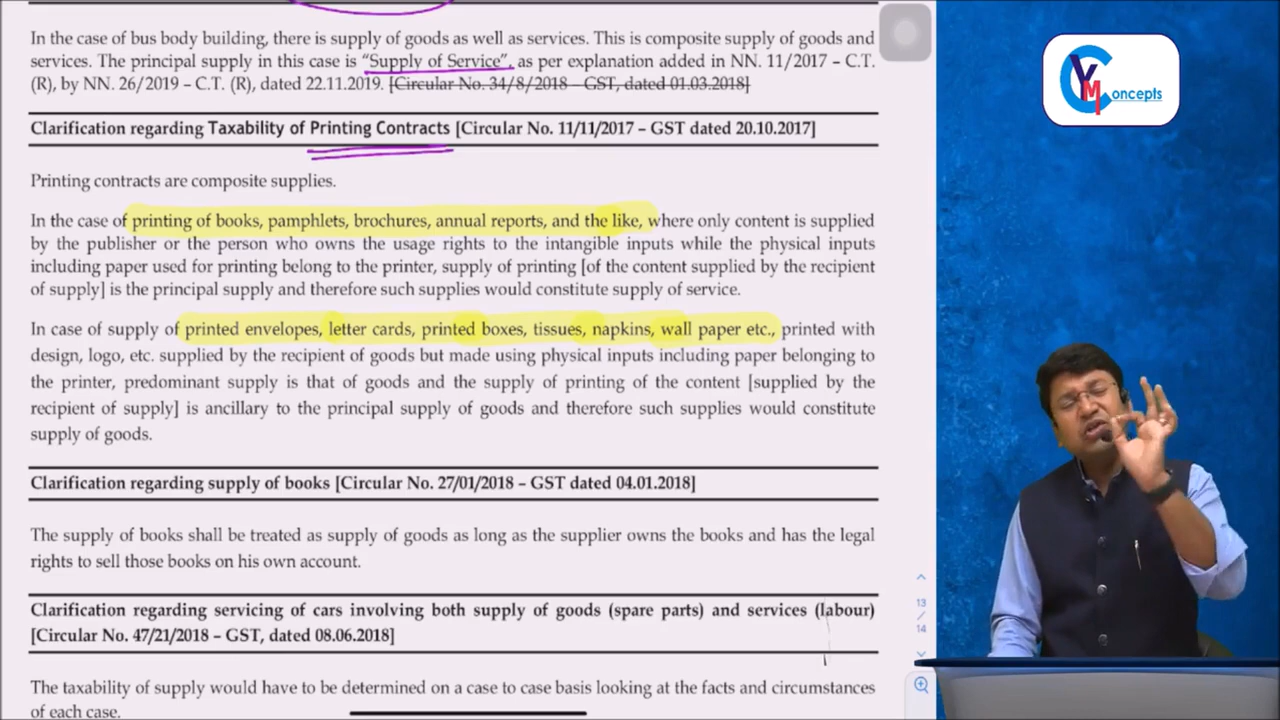 In the case of bus body building, there is supply of goods as well as services. This is composite supply of goods and
services. The principal supply in this case is “Supply of Service”, as per explanation added in NN. 11/2017 – C.T.
(R), by NN. 26/2019 – C.T. (R), dated 22.11.2019. [Circular No. 34/8/2018 – GST, dated 01.03.2018]
Clarification regarding Taxability of Printing Contracts [Circular No. 11/11/2017 – GST dated 20.10.2017]
Printing contracts are composite supplies.
In the case of printing of books, pamphlets, brochures, annual reports, and the like, where only content is supplied
by the publisher or the person who owns the usage rights to the intangible inputs while the physical inputs
including paper used for printing belong to the printer, supply of printing [of the content supplied by the recipient
of supply] is the principal supply and therefore such supplies would constitute supply of service.
In case of supply of printed envelopes, letter cards, printed boxes, tissues, napkins, wall paper etc., printed with
design, logo, etc. supplied by the recipient of goods but made using physical inputs including paper belonging to
the printer, predominant supply is that of goods and the supply of printing of the content [supplied by the
recipient of supply] is ancillary to the principal supply of goods and therefore such supplies would constitute
supply of goods.
Clarification regarding supply of books [Circular No. 27/01/2018 – GST dated 04.01.2018]
The supply of books shall be treated as supply of goods as long as the supplier owns the books and has the legal
rights to sell those books on his own account.
Clarification regarding servicing of cars involving both supply of goods (spare parts) and services (labour)
[Circular No. 47/21/2018 – GST, dated 08.06.2018]
The taxability of supply would have to be determined on a case to case basis looking at the facts and circumstances
of each case.
13
/
14
YM Concepts